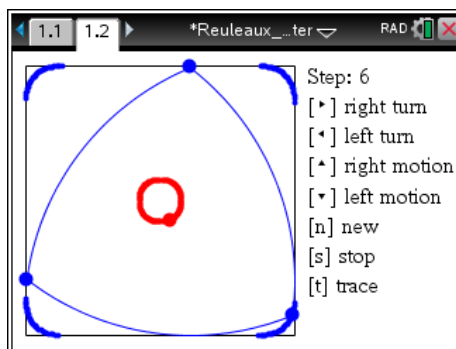 1.1 1.2 *Reuleaux_...ter RAD
Step: 6
[▸] right turn
[◂] left turn
[▴] right motion
[▾] left motion
[n] new
[s] stop
[t] trace